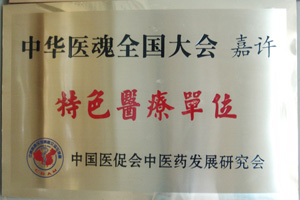 中华医魂全国大会 嘉许
特色醫療單位
中国医促会中医药发展研究会